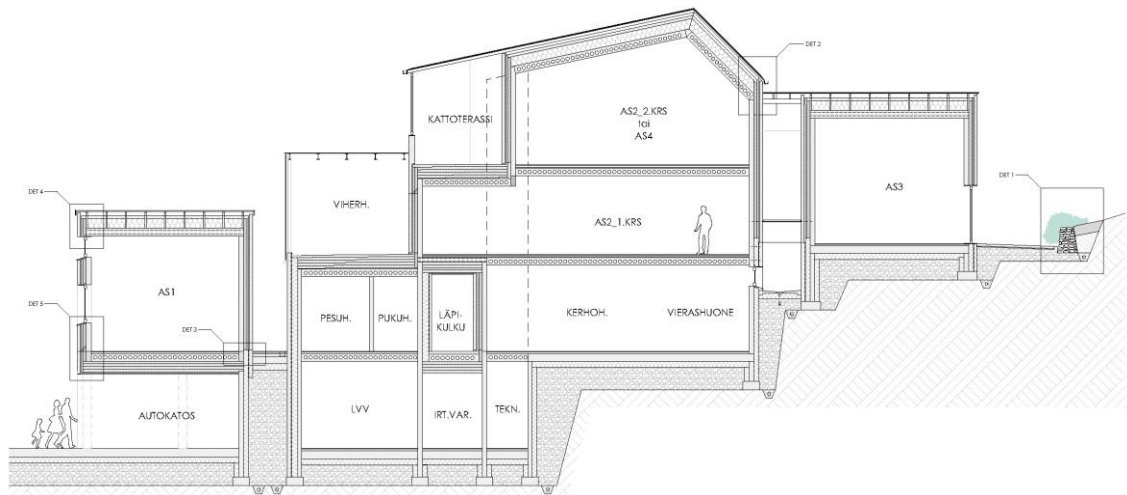 DET 2
KATTOTERASSI
AS2_2.KRS
tai
AS4
DET 1
DET 4
VIHERH.
AS2_1.KRS
AS3
AS1
DET 5
DET 3
PESUH.
PUKUH.
LÄPI-
KULKU
KERHOH.
VIERASHUONE
AUTOKATOS
LVV
IRT.VAR.
TEKN.